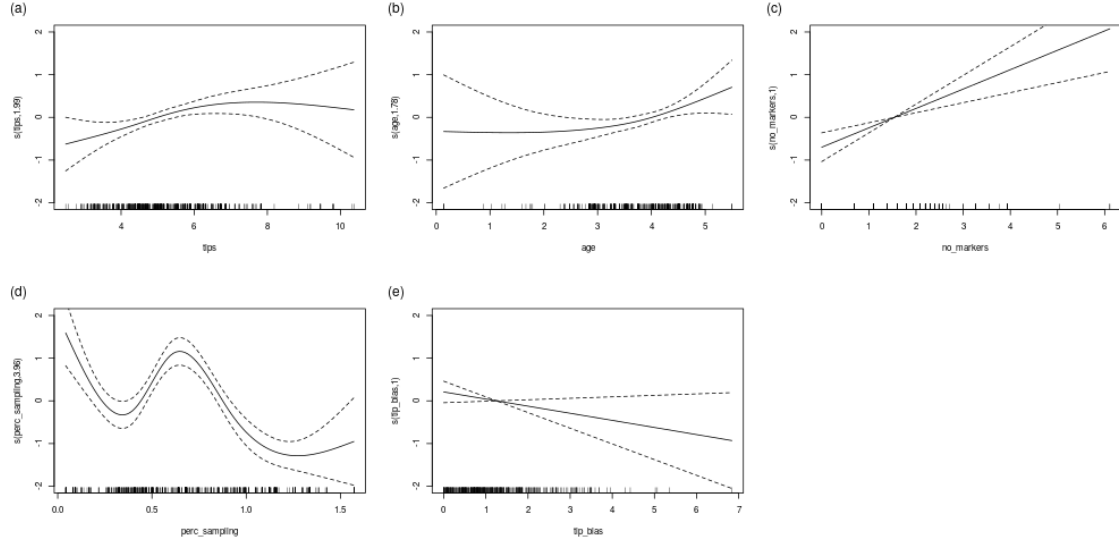 (a)
2
1
0
-1
-2
s(tips,1.99)
4 6 8 10
tips
(b)
2
1
0
-1
-2
s(age,1.78)
0 1 2 3 4 5
age
(c)
2
1
0
-1
-2
s(no_markers,1)
0 1 2 3 4 5 6
no_markers
(d)
2
1
0
-1
-2
s(perc_sampling,3.96)
0.0 0.5 1.0 1.5
perc_sampling
(e)
2
1
0
-1
-2
s(tip_bias,1)
0 1 2 3 4 5 6 7
tip_bias